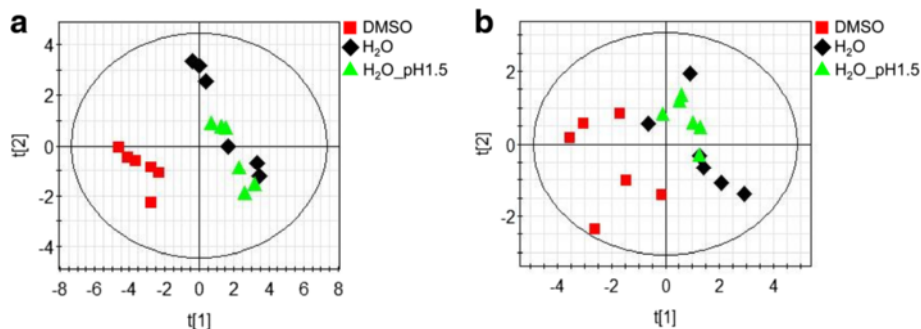 a
DMSO
H₂O
H₂O_pH1.5
4
2
0
-2
-4
t[2]
-8 -6 -4 -2 0 2 4 6 8
t[1]
b
DMSO
H₂O
H₂O_pH1.5
2
0
-2
t[2]
-4 -2 0 2 4
t[1]